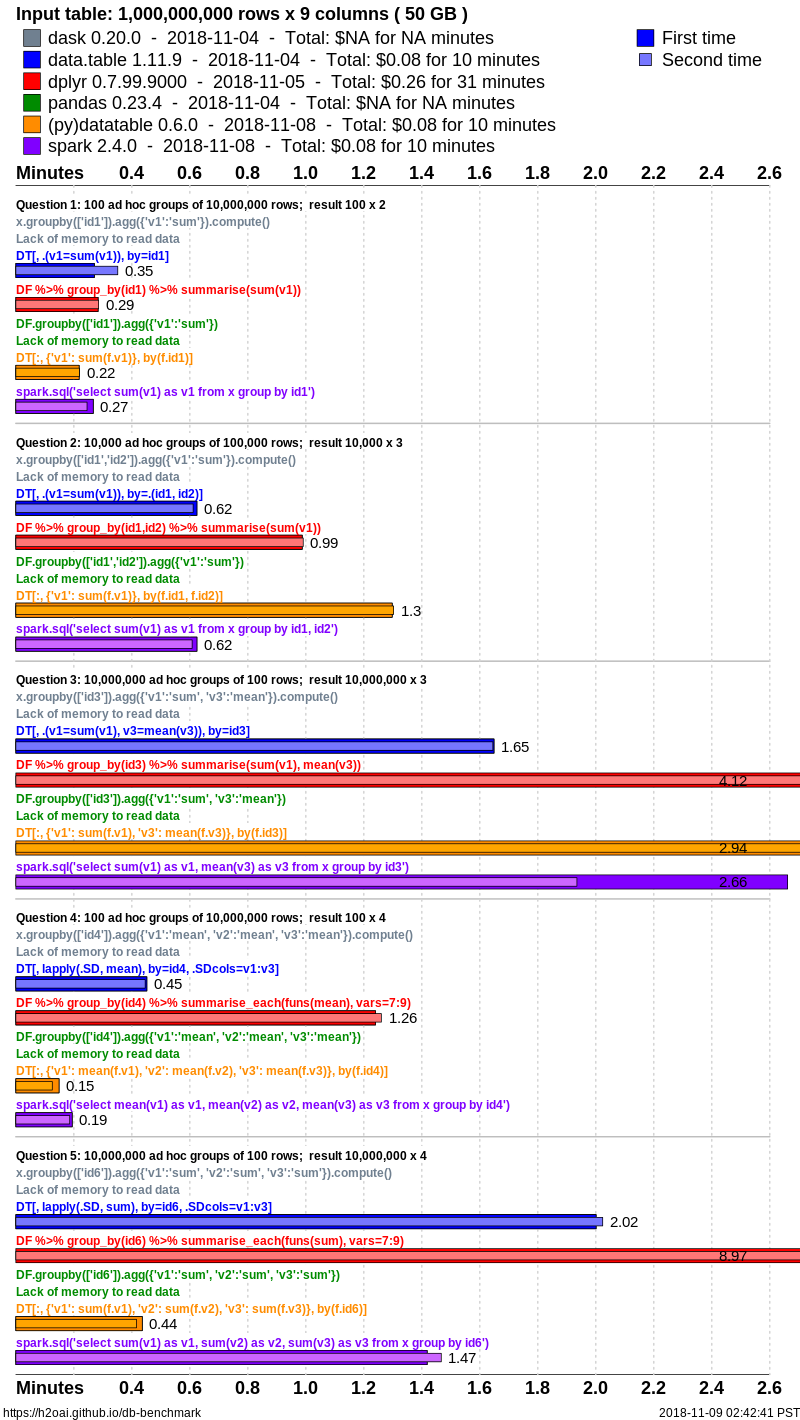 Input table: 1,000,000,000 rows x 9 columns ( 50 GB )
dask 0.20.0 - 2018-11-04 - Total: $NA for NA minutes
First time
data.table 1.11.9 - 2018-11-04 - Total: $0.08 for 10 minutes
Second time
dplyr 0.7.99.9000 - 2018-11-05 - Total: $0.26 for 31 minutes
pandas 0.23.4 - 2018-11-04 - Total: $NA for NA minutes
(py)datatable 0.6.0 - 2018-11-08 - Total: $0.08 for 10 minutes
spark 2.4.0 - 2018-11-08 - Total: $0.08 for 10 minutes
Minutes 0.4 0.6 0.8 1.0 1.2 1.4 1.6 1.8 2.0 2.2 2.4 2.6
Question 1: 100 ad hoc groups of 10,000,000 rows; result 100 x 2
x.groupby(['id1']).agg({'v1':'sum'}).compute()
Lack of memory to read data
DT[, .(v1=sum(v1)), by=id1]
0.35
DF %>% group_by(id1) %>% summarise(sum(v1))
0.29
DF.groupby(['id1']).agg({'v1':'sum'})
Lack of memory to read data
DT[:, {'v1': sum(f.v1)}, by(f.id1)]
0.22
spark.sql('select sum(v1) as v1 from x group by id1')
0.27
Question 2: 10,000 ad hoc groups of 100,000 rows; result 10,000 x 3
x.groupby(['id1','id2']).agg({'v1':'sum'}).compute()
Lack of memory to read data
DT[, .(v1=sum(v1)), by=.(id1, id2)]
0.62
DF %>% group_by(id1,id2) %>% summarise(sum(v1))
0.99
DF.groupby(['id1','id2']).agg({'v1':'sum'})
Lack of memory to read data
DT[:, {'v1': sum(f.v1)}, by(f.id1, f.id2)]
1.3
spark.sql('select sum(v1) as v1 from x group by id1, id2')
0.62
Question 3: 10,000,000 ad hoc groups of 100 rows; result 10,000,000 x 3
x.groupby(['id3']).agg({'v1':'sum', 'v3':'mean'}).compute()
Lack of memory to read data
DT[, .(v1=sum(v1), v3=mean(v3)), by=id3]
1.65
DF %>% group_by(id3) %>% summarise(sum(v1), mean(v3))
4.12
DF.groupby(['id3']).agg({'v1':'sum', 'v3':'mean'})
Lack of memory to read data
DT[:, {'v1': sum(f.v1), 'v3': mean(f.v3)}, by(f.id3)]
2.94
spark.sql('select sum(v1) as v1, mean(v3) as v3 from x group by id3')
2.66
Question 4: 100 ad hoc groups of 10,000,000 rows; result 100 x 4
x.groupby(['id4']).agg({'v1':'mean', 'v2':'mean', 'v3':'mean'}).compute()
Lack of memory to read data
DT[, lapply(.SD, mean), by=id4, .SDcols=v1:v3]
0.45
DF %>% group_by(id4) %>% summarise_each(funs(mean), vars=7:9)
1.26
DF.groupby(['id4']).agg({'v1':'mean', 'v2':'mean', 'v3':'mean'})
Lack of memory to read data
DT[:, {'v1': mean(f.v1), 'v2': mean(f.v2), 'v3': mean(f.v3)}, by(f.id4)]
0.15
spark.sql('select mean(v1) as v1, mean(v2) as v2, mean(v3) as v3 from x group by id4')
0.19
Question 5: 10,000,000 ad hoc groups of 100 rows; result 10,000,000 x 4
x.groupby(['id6']).agg({'v1':'sum', 'v2':'sum', 'v3':'sum'}).compute()
Lack of memory to read data
DT[, lapply(.SD, sum), by=id6, .SDcols=v1:v3]
2.02
DF %>% group_by(id6) %>% summarise_each(funs(sum), vars=7:9)
8.97
DF.groupby(['id6']).agg({'v1':'sum', 'v2':'sum', 'v3':'sum'})
Lack of memory to read data
DT[:, {'v1': sum(f.v1), 'v2': sum(f.v2), 'v3': sum(f.v3)}, by(f.id6)]
0.44
spark.sql('select sum(v1) as v1, sum(v2) as v2, sum(v3) as v3 from x group by id6')
1.47
Minutes 0.4 0.6 0.8 1.0 1.2 1.4 1.6 1.8 2.0 2.2 2.4 2.6
https://h2oai.github.io/db-benchmark
2018-11-09 02:42:41 PST